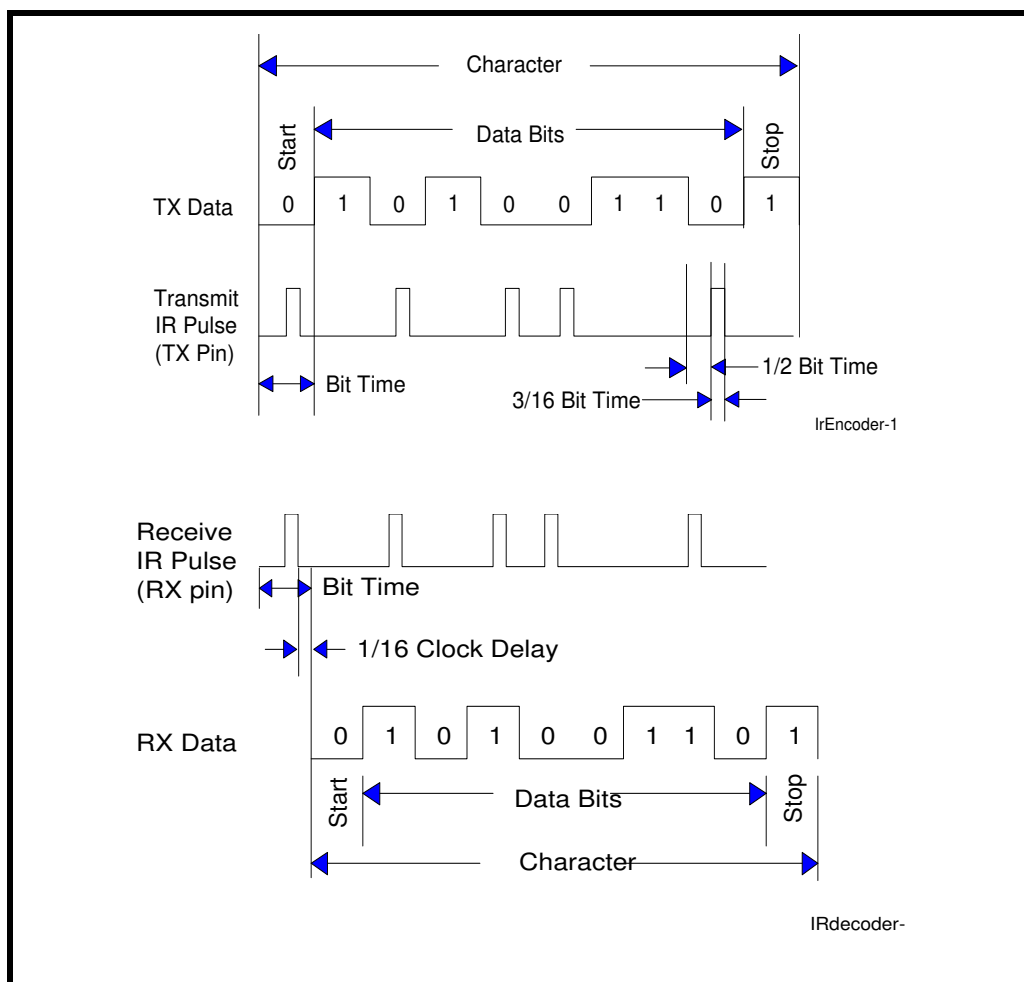 Character
Data Bits
Start
Stop
TX Data
0 1 0 1 0 0 1 1 0 1
Transmit
IR Pulse
(TX Pin)
Bit Time
1/2 Bit Time
3/16 Bit Time
IrEncoder-1
Receive
IR Pulse
(RX pin)
Bit Time
1/16 Clock Delay
RX Data
0 1 0 1 0 0 1 1 0 1
Start
Data Bits
Stop
Character
IRdecoder-